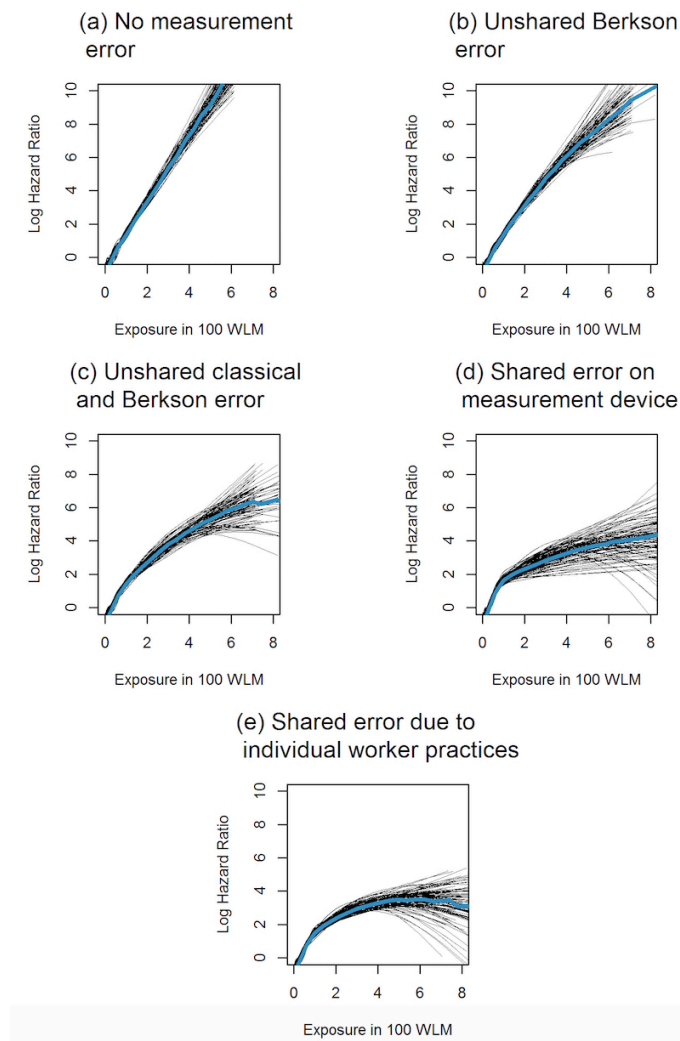 (a) No measurement
error
(b) Unshared Berkson
error
Log Hazard Ratio
10
8
6
4
2
0
0 2 4 6 8
Exposure in 100 WLM
Log Hazard Ratio
10
8
6
4
2
0
0 2 4 6 8
Exposure in 100 WLM
(c) Unshared classical
and Berkson error
(d) Shared error on
measurement device
Log Hazard Ratio
10
8
6
4
2
0
0 2 4 6 8
Exposure in 100 WLM
Log Hazard Ratio
10
8
6
4
2
0
0 2 4 6 8
Exposure in 100 WLM
(e) Shared error due to
individual worker practices
Log Hazard Ratio
10
8
6
4
2
0
0 2 4 6 8
Exposure in 100 WLM